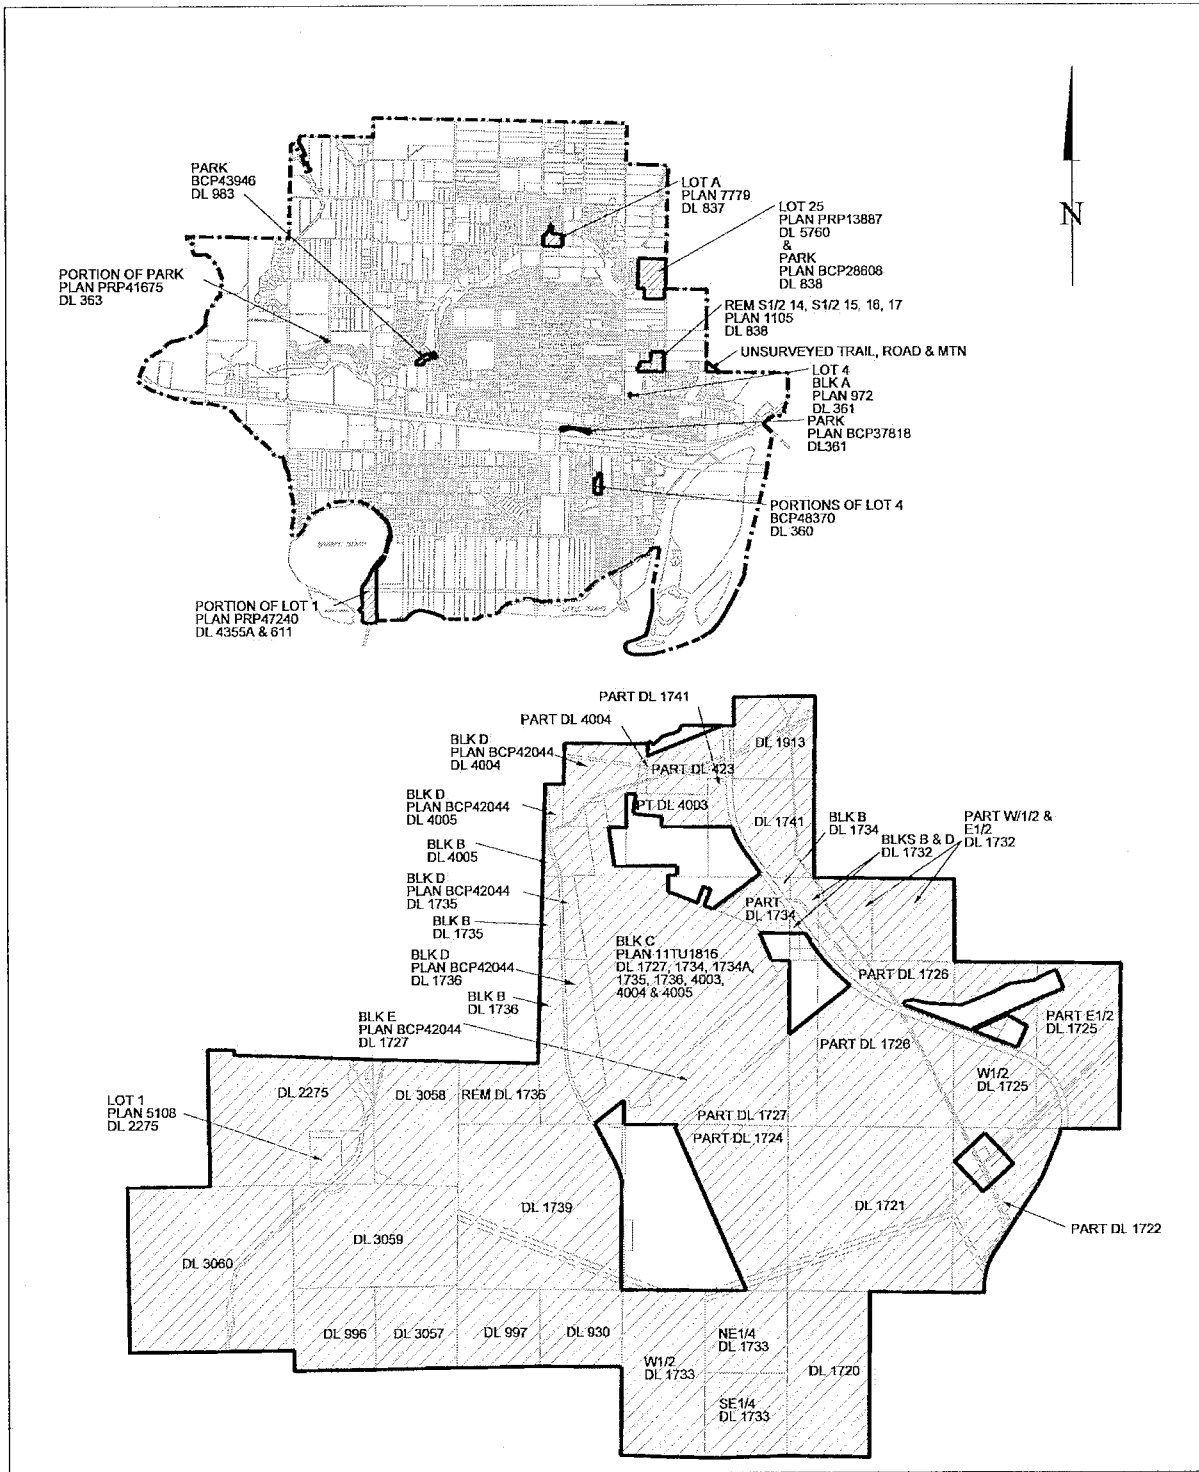 N
PARK
BCP43946
DL 983
LOT A
PLAN 7779
DL 837
LOT 25
PLAN PRP13887
DL 5760
&
PARK
PLAN BCP28608
DL 838
PORTION OF PARK
PLAN PRP41675
DL 363
REM S1/2 14, S1/2 15, 16, 17
PLAN 1105
DL 838
UNSURVEYED TRAIL, ROAD & MTN
LOT 4
BLK A
PLAN 972
DL 361
PARK
PLAN BCP37818
DL361
PORTIONS OF LOT 4
BCP48370
DL 360
PORTION OF LOT 1
PLAN PRP47240
DL 4355A & 611
PART DL 1741
PART DL 4004
BLK D
PLAN BCP42044
DL 4004
DL 1913
PART DL 423
BLK D
PLAN BCP42044
DL 4005
PT DL 4003
DL 1741
BLK B
DL 1734
PART W/1/2 &
E1/2
DL 1732
BLKS B & D
DL 1732
BLK B
DL 4005
BLK D
PLAN BCP42044
DL 1735
PART
DL 1734
BLK B
DL 1735
BLK C
PLAN 11TU1816
DL 1727, 1734, 1734A,
1735, 1736, 4003,
4004 & 4005
BLK D
PLAN BCP42044
DL 1736
PART DL 1726
BLK B
DL 1736
BLK E
PLAN BCP42044
DL 1727
PART E1/2
DL 1725
PART DL 1726
W1/2
DL 1725
DL 2275
DL 3058
REM DL 1736
LOT 1
PLAN 5108
DL 2275
PART DL 1727
PART DL 1724
DL 1739
DL 1721
PART DL 1722
DL 3059
DL 3060
DL 996
DL 3057
DL 997
DL 930
NE1/4
DL 1733
W1/2
DL 1733
DL 1720
SE1/4
DL 1733